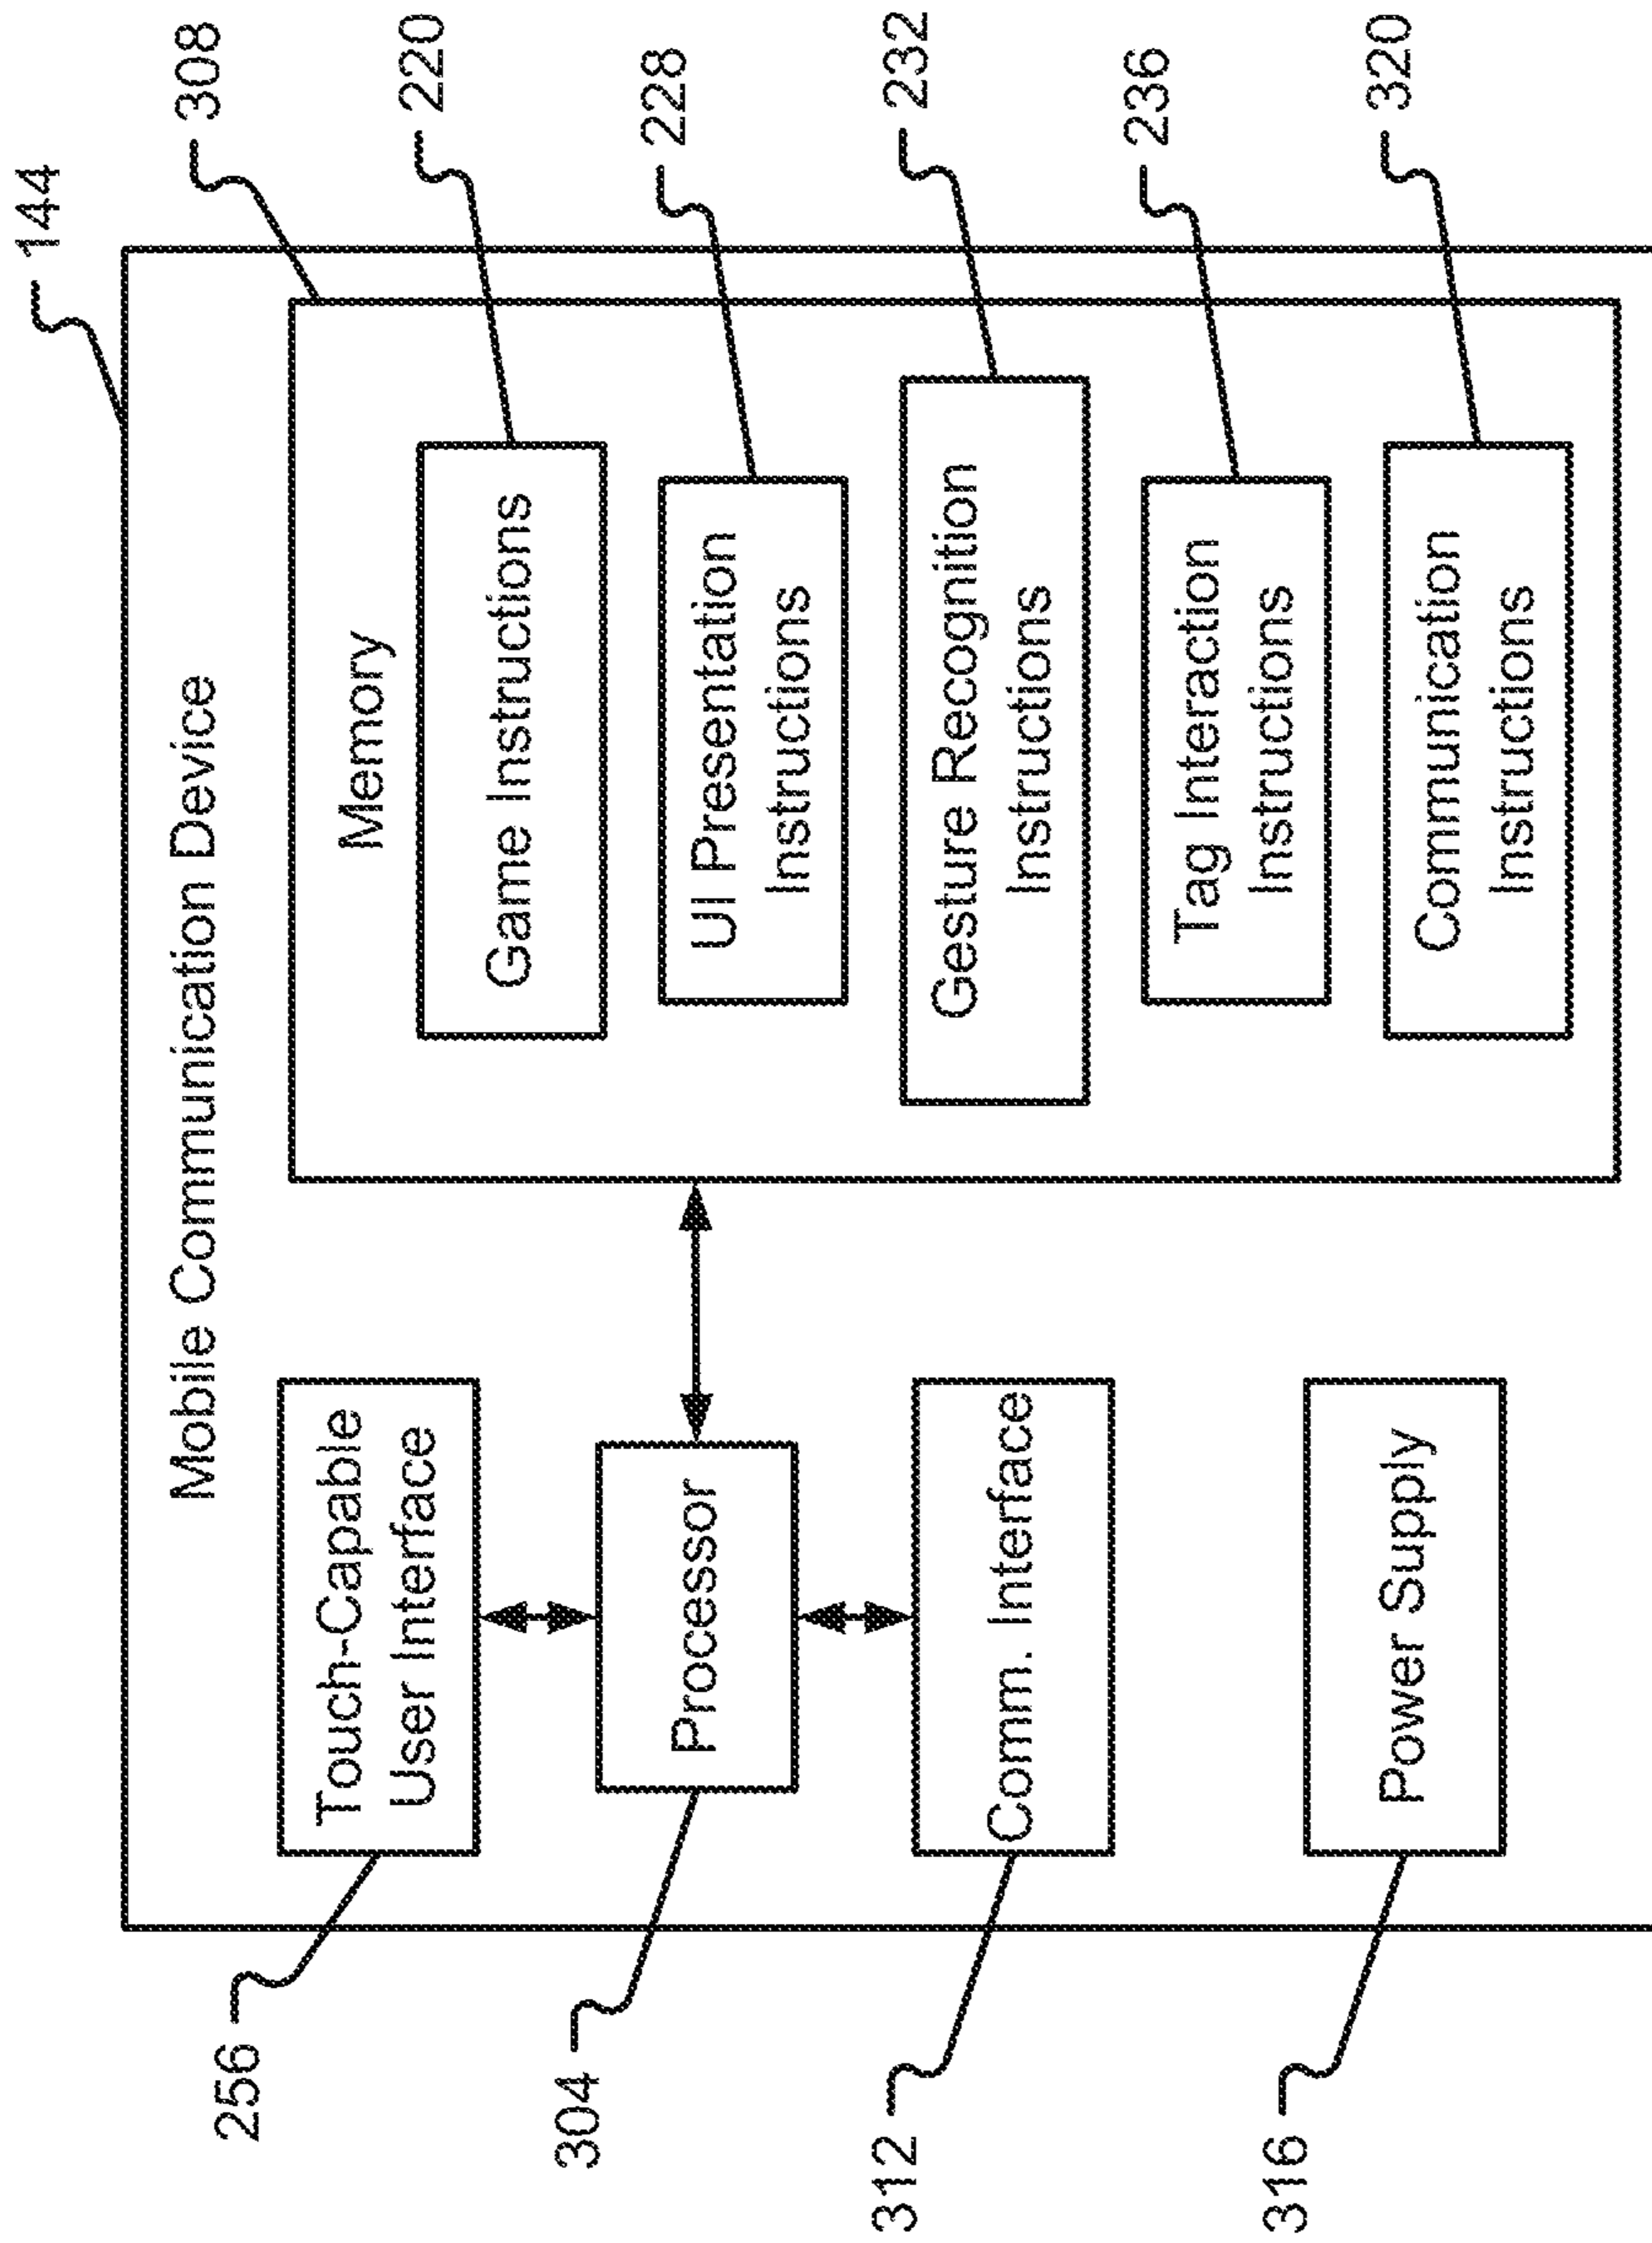 144
Mobile Communication Device
308
256
Touch-Capable
User Interface
304
Processor
312
Comm. Interface
316
Power Supply
Memory
Game Instructions
220
UI Presentation
Instructions
228
Gesture Recognition
Instructions
232
Tag Interaction
Instructions
236
Communication
Instructions
320